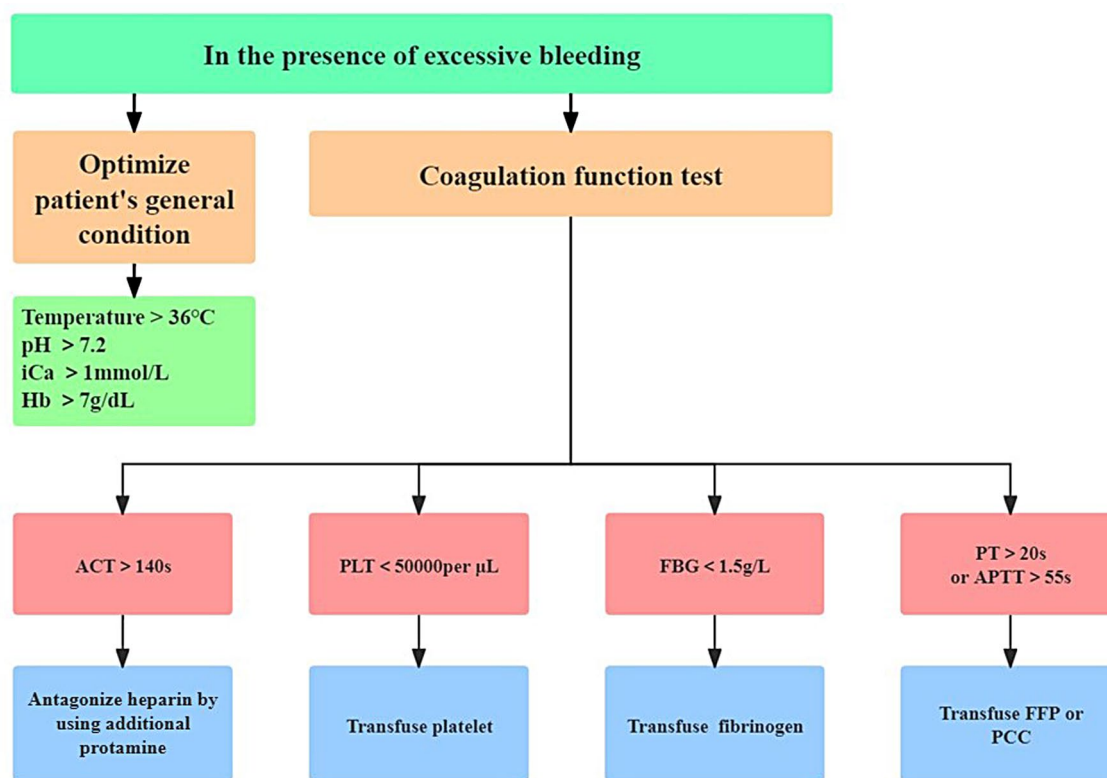 In the presence of excessive bleeding
Optimize
patient's general
condition
Coagulation function test
Temperature > 36°C
pH > 7.2
iCa > 1mmol/L
Hb > 7g/dL
ACT > 140s
PLT < 50000per μL
FBG < 1.5g/L
PT > 20s
or APTT > 55s
Antagonize heparin by
using additional
protamine
Transfuse platelet
Transfuse fibrinogen
Transfuse FFP or
PCC